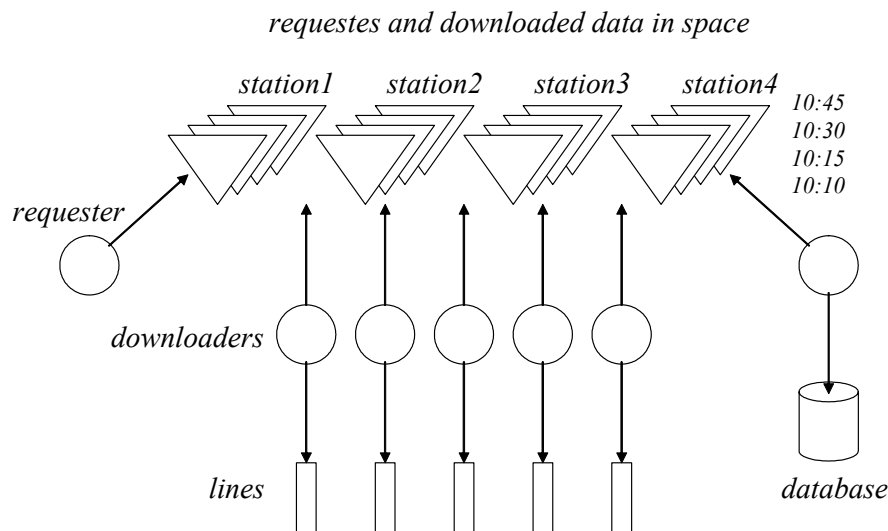 requestes and downloaded data in space
station1 station2 station3 station4
10:45
10:30
10:15
10:10
requester
downloaders
lines
database